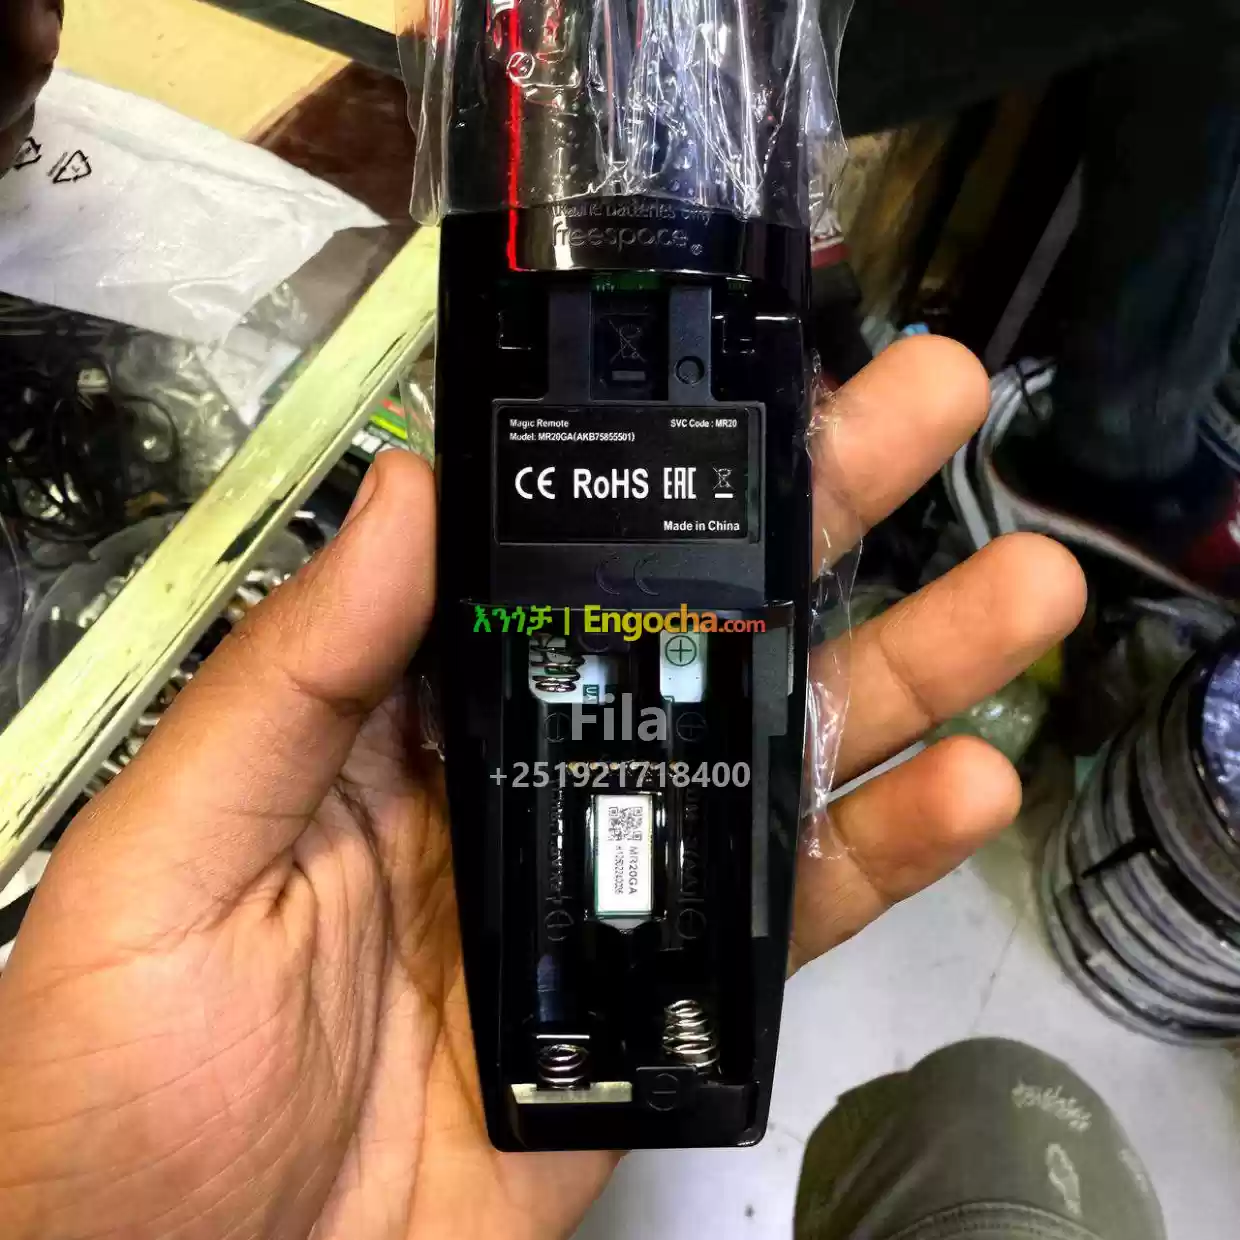 freespace
Magic Remote
SVC Code : MR20
Model: MR20GA(AKB75855501)
CE RoHS EAC
Made in China
CE
እንጎቻ | Engocha.com
Fila
+251921718400
MR20GA